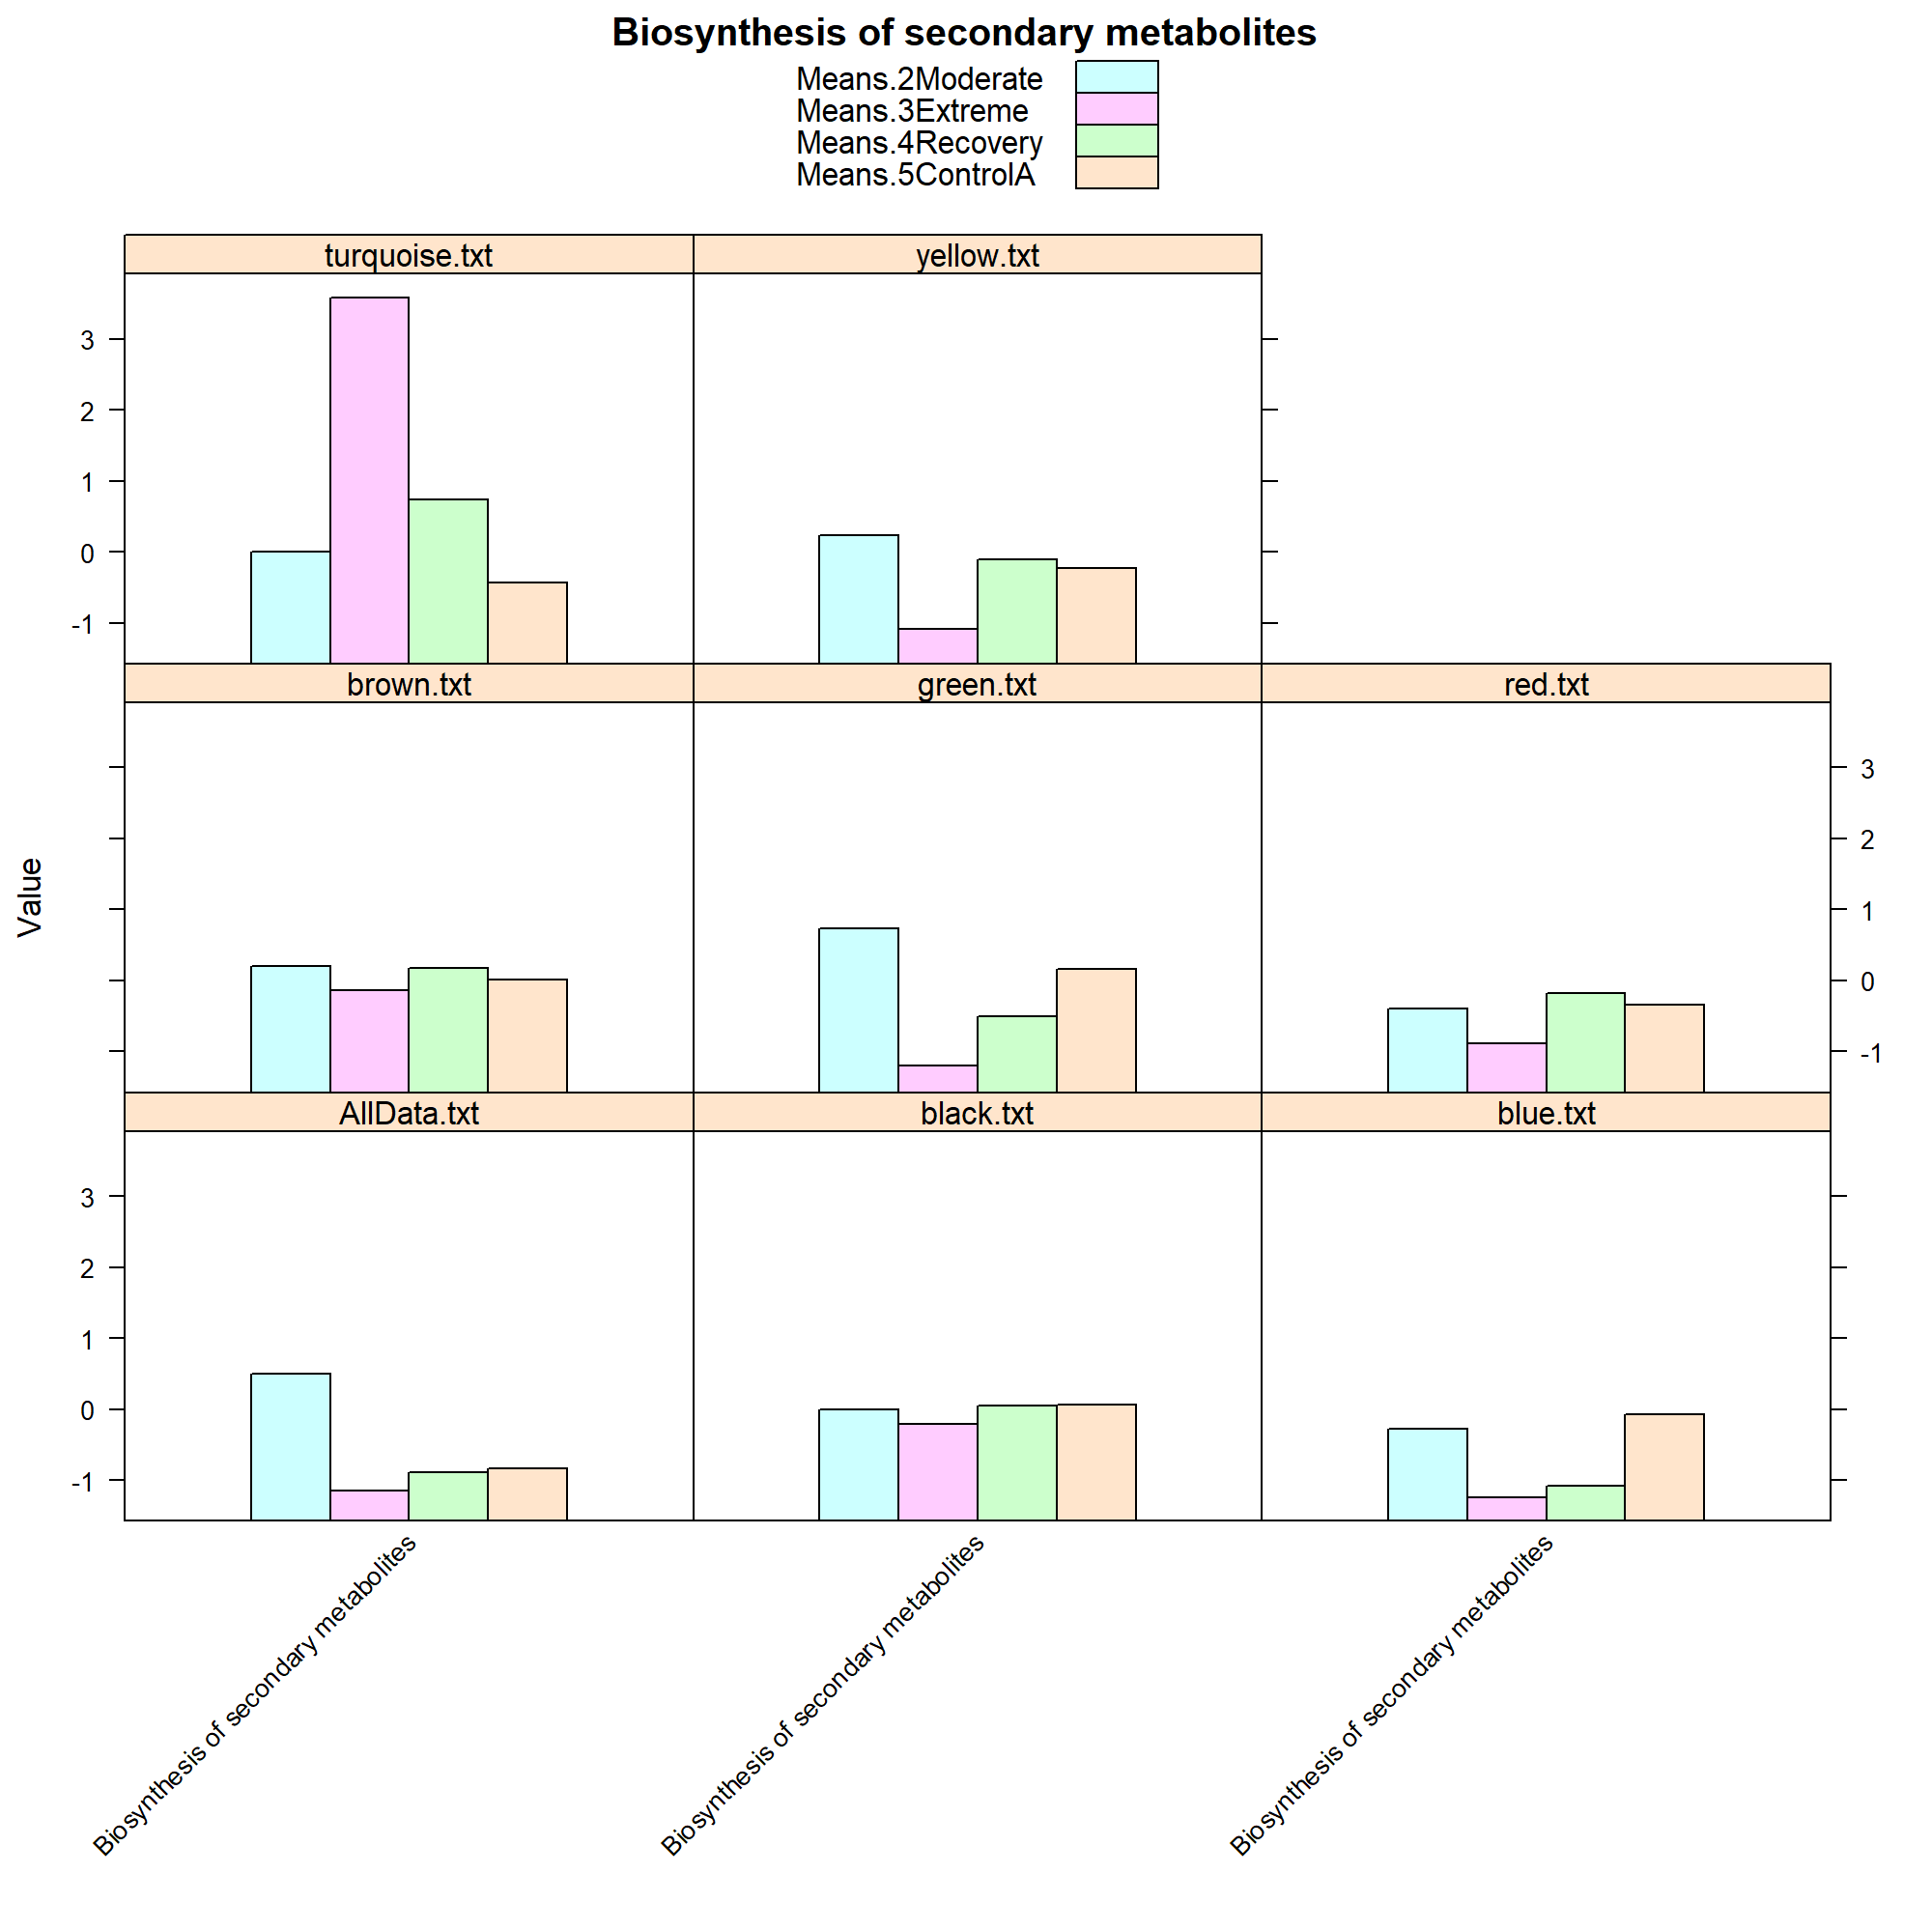 Biosynthesis of secondary metabolites
Means.2Moderate
Means.3Extreme
Means.4Recovery
Means.5ControlA
turquoise.txt yellow.txt
3
2
1
0
-1
brown.txt green.txt red.txt
Value
3
2
1
0
-1
AllData.txt black.txt blue.txt
3
2
1
0
-1
Biosynthesis of secondary metabolites
Biosynthesis of secondary metabolites
Biosynthesis of secondary metabolites